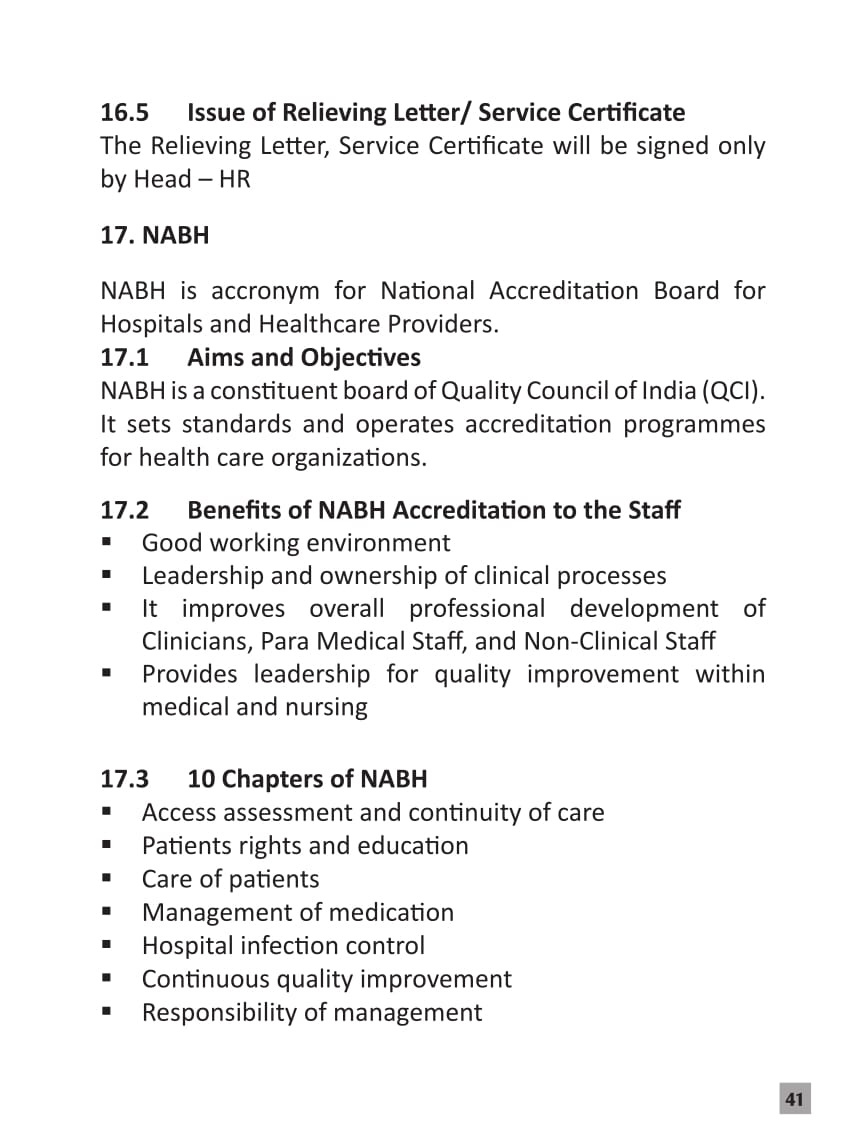 16.5 Issue of Relieving Letter/ Service Certificate
The Relieving Letter, Service Certificate will be signed only
by Head – HR
17. NABH
NABH is accronym for National Accreditation Board for
Hospitals and Healthcare Providers.
17.1 Aims and Objectives
NABH is a constituent board of Quality Council of India (QCI).
It sets standards and operates accreditation programmes
for health care organizations.
17.2 Benefits of NABH Accreditation to the Staff
▪ Good working environment
▪ Leadership and ownership of clinical processes
▪ It improves overall professional development of
Clinicians, Para Medical Staff, and Non-Clinical Staff
▪ Provides leadership for quality improvement within
medical and nursing
17.3 10 Chapters of NABH
▪ Access assessment and continuity of care
▪ Patients rights and education
▪ Care of patients
▪ Management of medication
▪ Hospital infection control
▪ Continuous quality improvement
▪ Responsibility of management
41